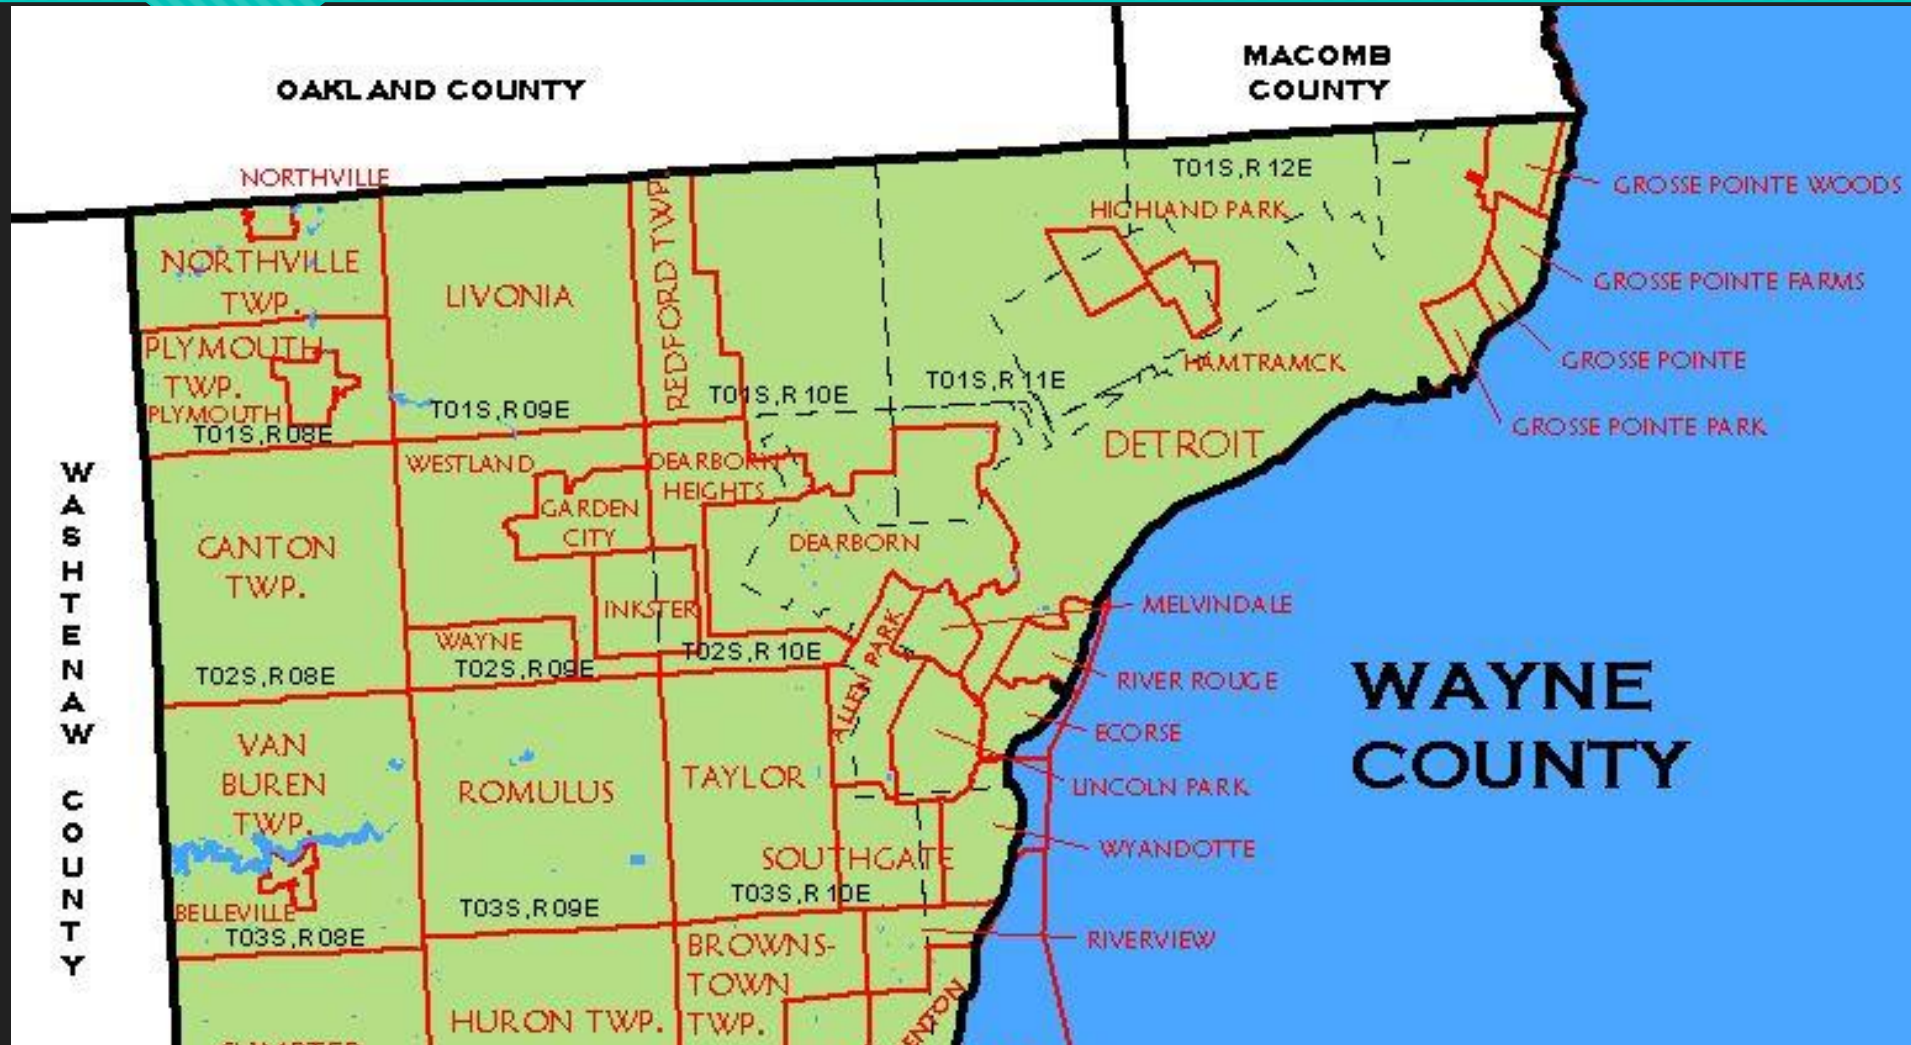 MACOMB
COUNTY
OAKLAND COUNTY
T01S,R12E
NORTHVILLE
GROSSE POINTE WOODS
HIGHLAND PARK
REDFORD TWP.
NORTHVILLE
TWP.
LIVONIA
GROSSE POINTE FARMS
PLYMOUTH
TWP.
PLYMOUTH
T01S,R08E
T01S,R09E
T01S,R10E
T01S,R11E
HAMTRAMCK
GROSSE POINTE
GROSSE POINTE PARK
DETROIT
WASHTENAW COUNTY
WESTLAND
DEARBORN
HEIGHTS
GARDEN
CITY
CANTON
TWP.
DEARBORN
INKSTER
MELVINDALE
WAYNE
ALLEN PARK
T02S,R08E
T02S,R09E
T02S,R10E
RIVER ROUGE
WAYNE
COUNTY
ECORSE
VAN
BUREN
TWP.
ROMULUS
TAYLOR
LINCOLN PARK
WYANDOTTE
SOUTHGATE
T03S,R10E
T03S,R09E
BELLEVILLE
T03S,R08E
RIVERVIEW
BROWNS-
TOWN
TWP.
HURON TWP.
ENTON